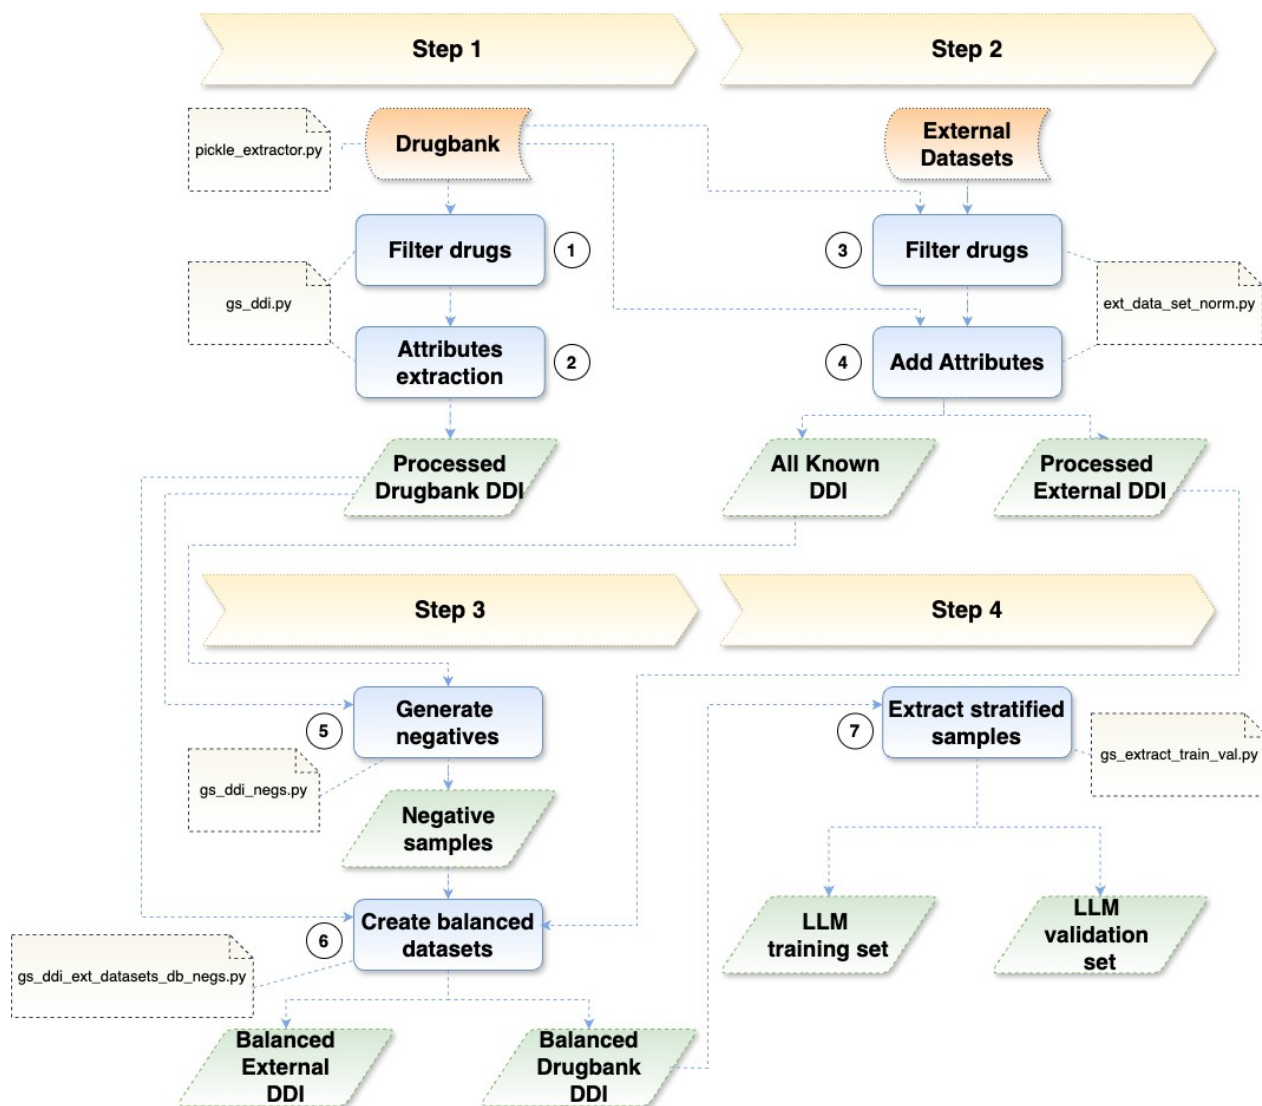 Step 1
Step 2
pickle_extractor.py
Drugbank
External
Datasets
Filter drugs
1
3
Filter drugs
gs_ddi.py
ext_data_set_norm.py
Attributes
extraction
2
4
Add Attributes
Processed
Drugbank DDI
All Known
DDI
Processed
External DDI
Step 3
Step 4
Generate
negatives
5
Extract stratified
samples
7
gs_ddi_negs.py
gs_extract_train_val.py
Negative
samples
Create balanced
datasets
6
gs_ddi_ext_datasets_db_negs.py
LLM
training set
LLM
validation
set
Balanced
External
DDI
Balanced
Drugbank
DDI